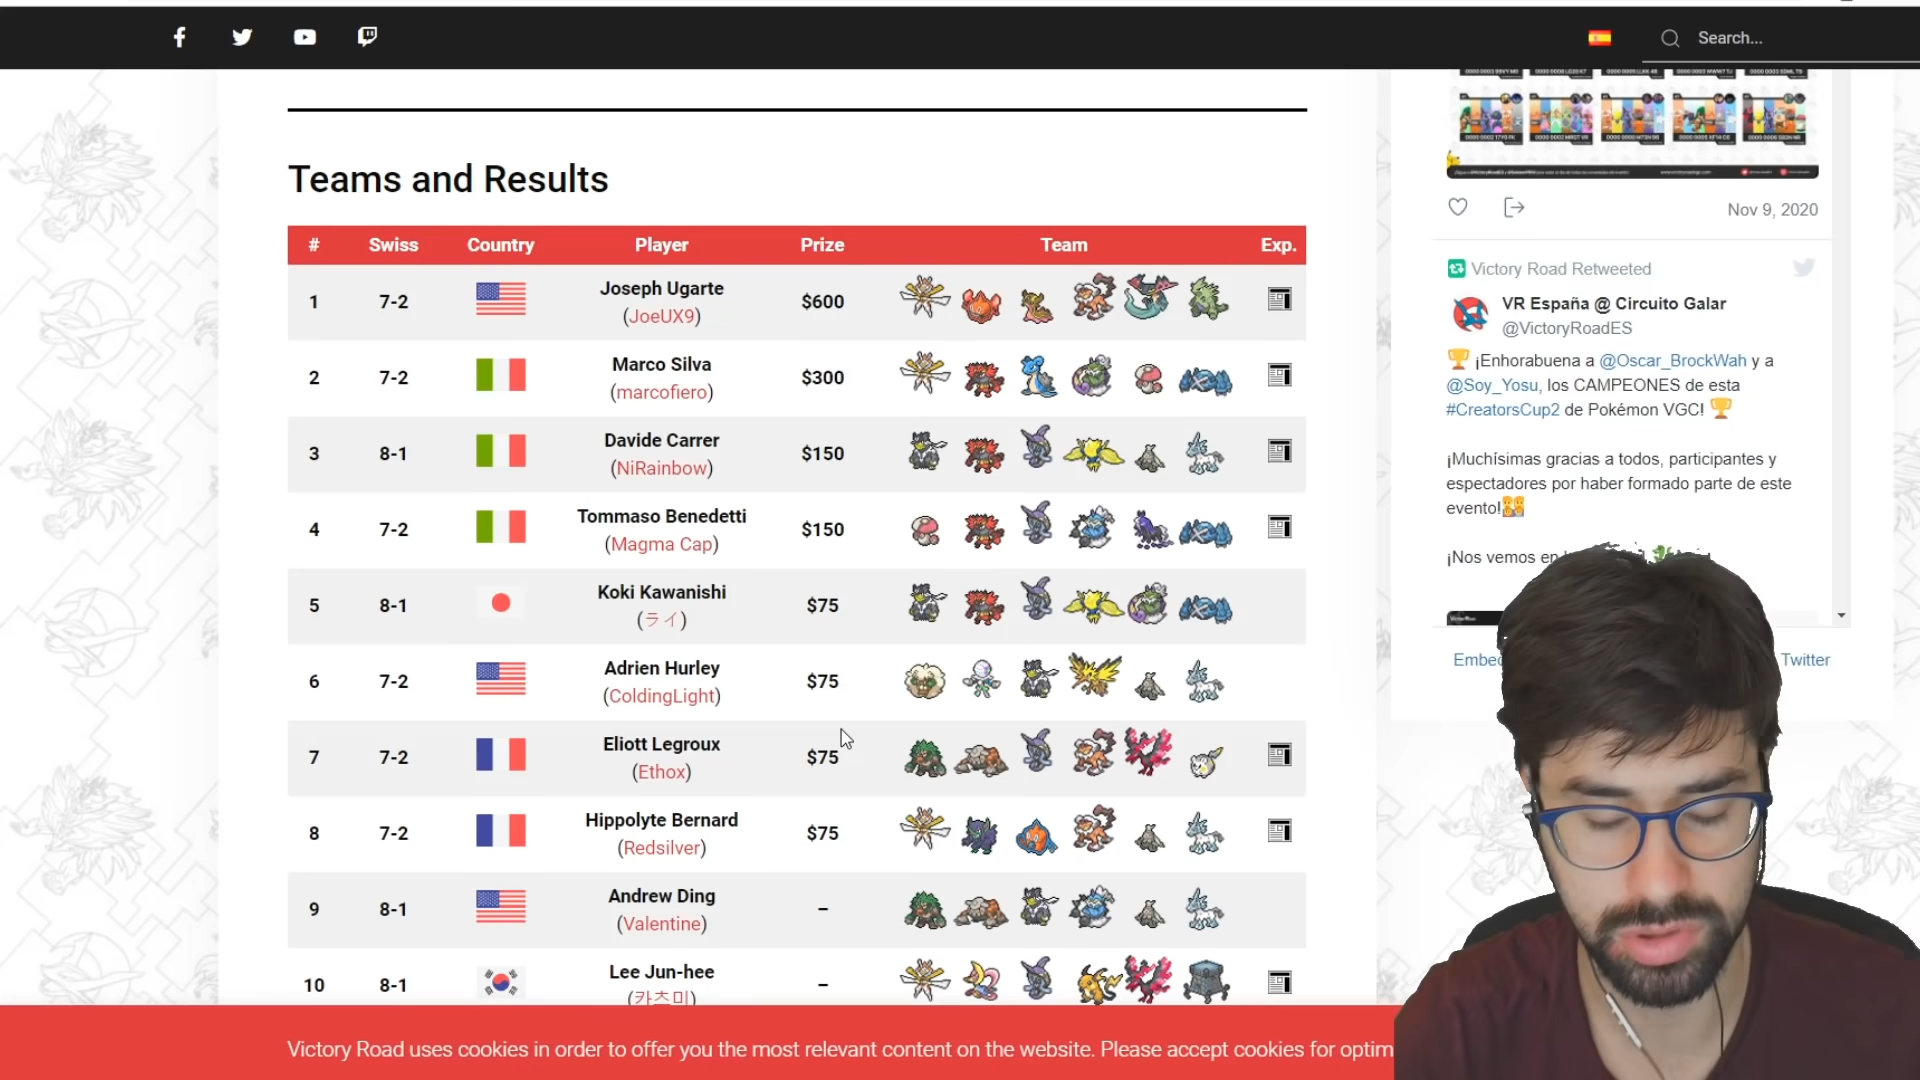 Search...
Teams and Results
# Swiss Country Player Prize Team Exp.
1 7-2 Joseph Ugarte (JoeUX9) $600
2 7-2 Marco Silva (marcofiero) $300
3 8-1 Davide Carrer (NiRainbow) $150
4 7-2 Tommaso Benedetti (Magma Cap) $150
5 8-1 Koki Kawanishi (ライ) $75
6 7-2 Adrien Hurley (ColdingLight) $75
7 7-2 Eliott Legroux (Ethox) $75
8 7-2 Hippolyte Bernard (Redsilver) $75
9 8-1 Andrew Ding (Valentine) –
10 8-1 Lee Jun-hee (카츠미) –
Nov 9, 2020
Victory Road Retweeted
VR España @ Circuito Galar
@VictoryRoadES
¡Enhorabuena a @Oscar_BrockWah y a
@Soy_Yosu, los CAMPEONES de esta
#CreatorsCup2 de Pokémon VGC!
¡Muchísimas gracias a todos, participantes y
espectadores por haber formado parte de este
evento!
¡Nos vemos en
Twitter
Victory Road uses cookies in order to offer you the most relevant content on the website. Please accept cookies for optim